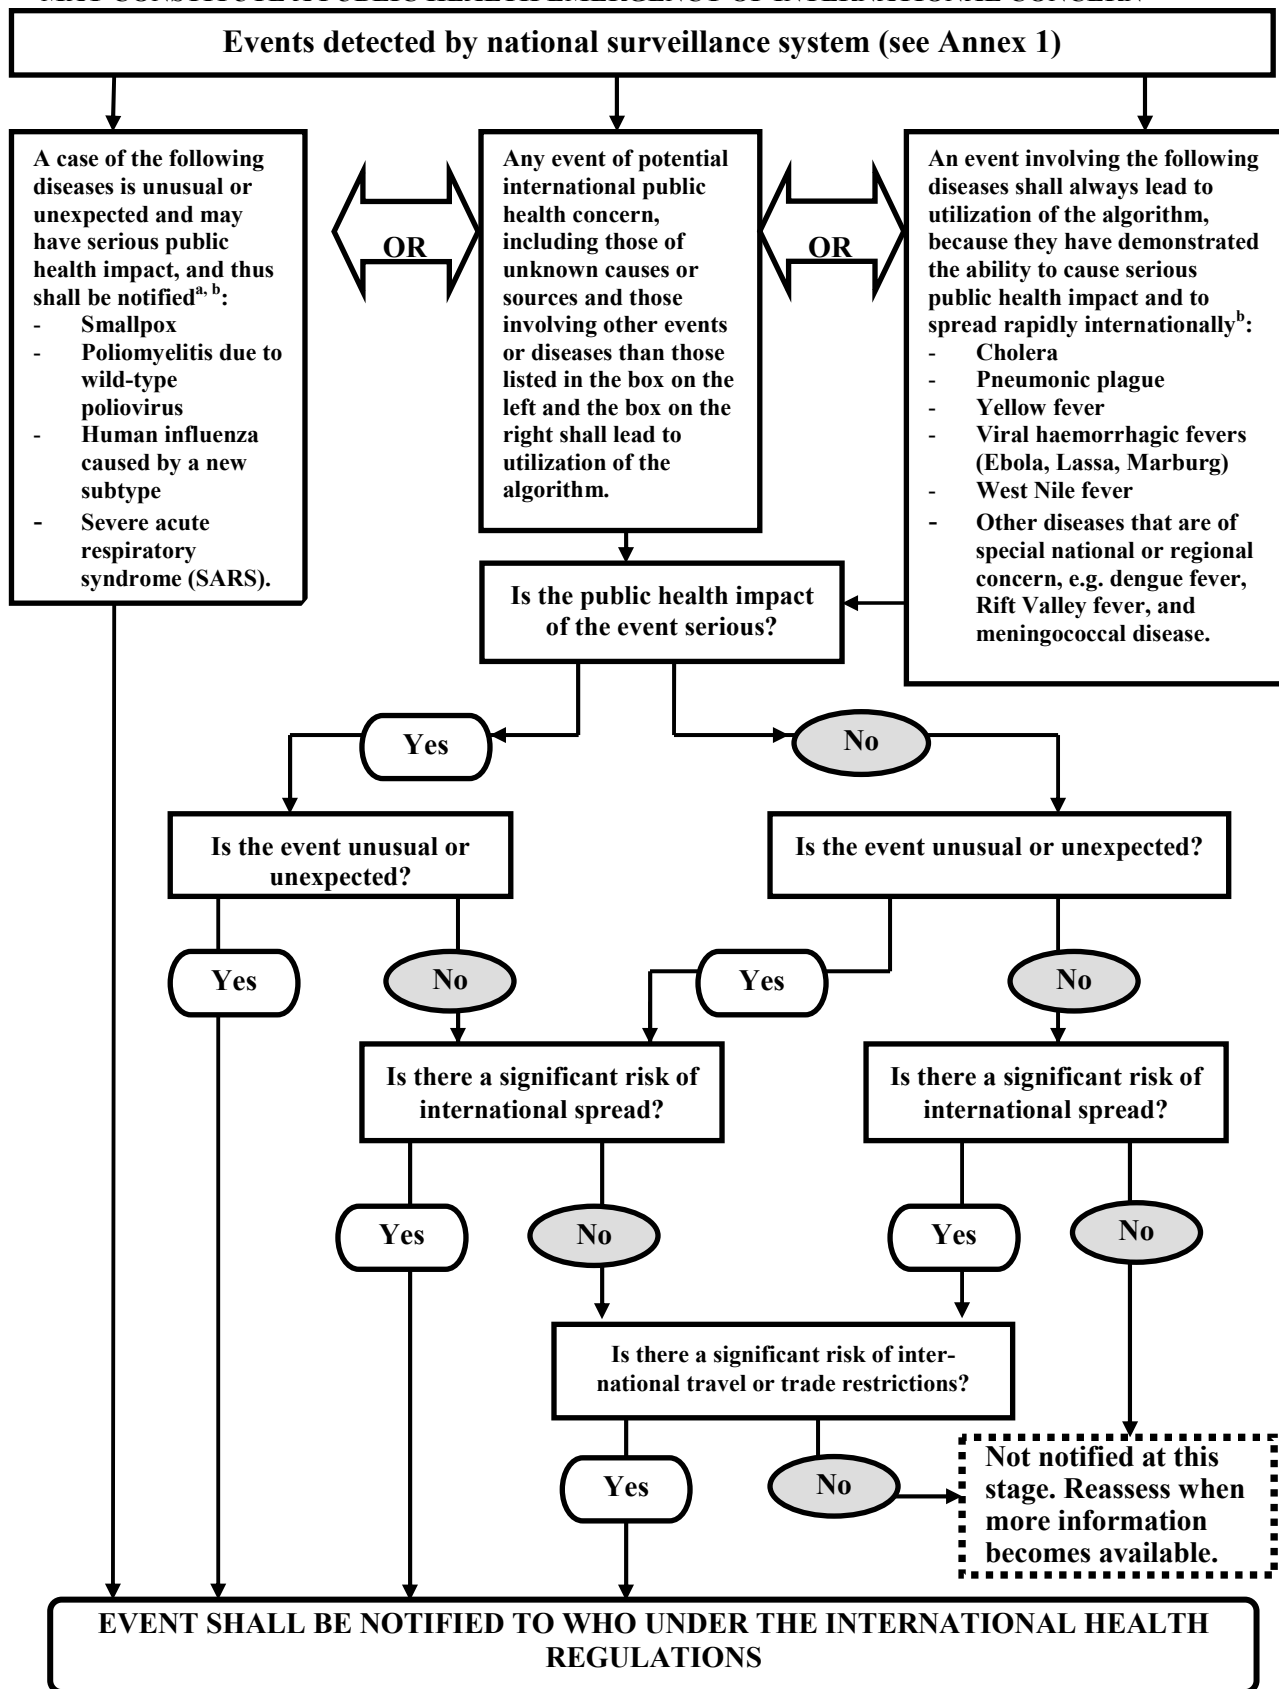 MAY CONSTITUTE A PUBLIC HEALTH EMERGENCY OF INTERNATIONAL CONCERN
Events detected by national surveillance system (see Annex 1)
A case of the following
diseases is unusual or
unexpected and may
have serious public
health impact, and thus
shall be notifiedᵃ, ᵇ:
- Smallpox
- Poliomyelitis due to
wild-type
poliovirus
- Human influenza
caused by a new
subtype
- Severe acute
respiratory
syndrome (SARS).
OR
Any event of potential
international public
health concern,
including those of
unknown causes or
sources and those
involving other events
or diseases than those
listed in the box on the
left and the box on the
right shall lead to
utilization of the
algorithm.
OR
An event involving the following
diseases shall always lead to
utilization of the algorithm,
because they have demonstrated
the ability to cause serious
public health impact and to
spread rapidly internationallyᵇ:
- Cholera
- Pneumonic plague
- Yellow fever
- Viral haemorrhagic fevers
(Ebola, Lassa, Marburg)
- West Nile fever
- Other diseases that are of
special national or regional
concern, e.g. dengue fever,
Rift Valley fever, and
meningococcal disease.
Is the public health impact
of the event serious?
Yes
No
Is the event unusual or
unexpected?
Is the event unusual or unexpected?
Yes
No
Yes
No
Is there a significant risk of
international spread?
Is there a significant risk of
international spread?
Yes
No
Yes
No
Is there a significant risk of inter-
national travel or trade restrictions?
Yes
No
Not notified at this
stage. Reassess when
more information
becomes available.
EVENT SHALL BE NOTIFIED TO WHO UNDER THE INTERNATIONAL HEALTH
REGULATIONS